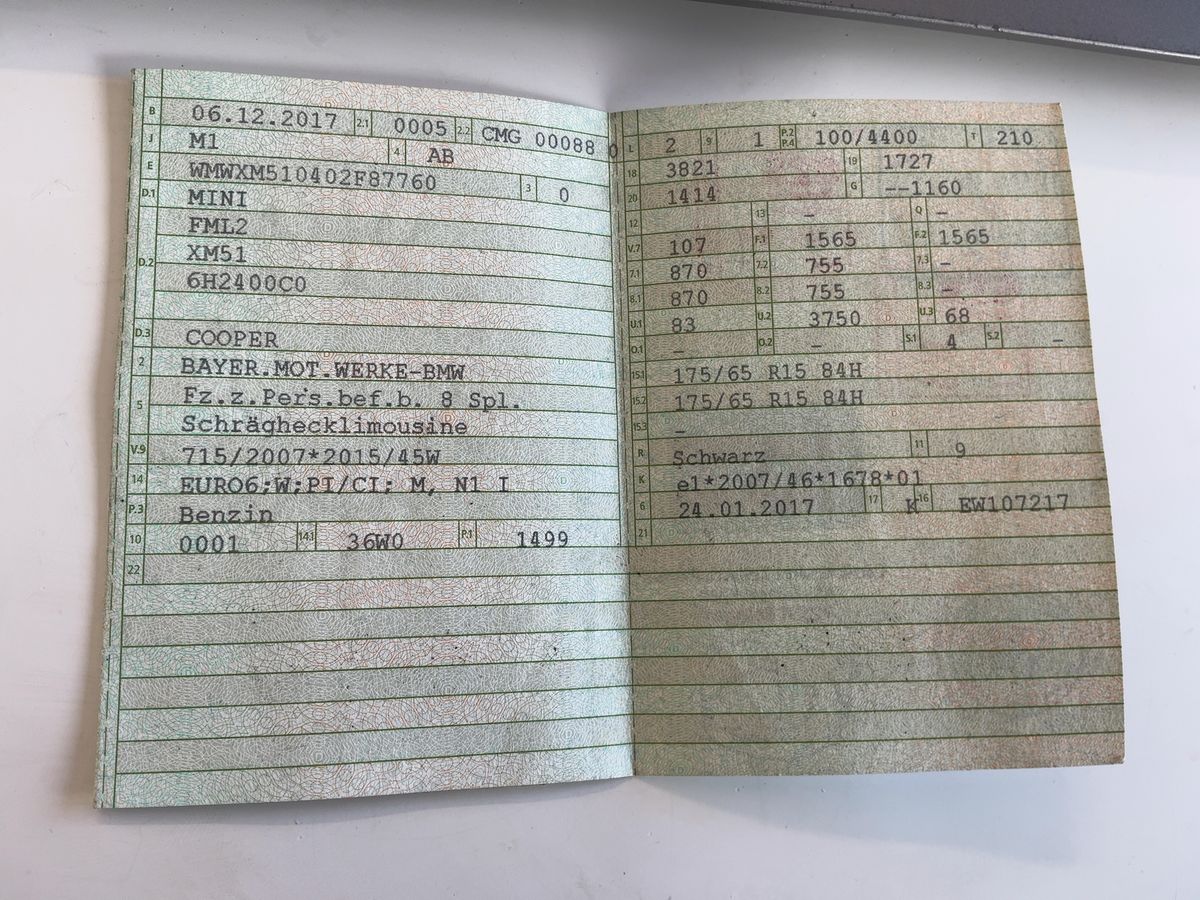 B 06.12.2017 2.1 0005 2.2 CMG 00088 0
J M1 4 AB
E WMWXM510402F87760 3 0
D.1 MINI
FML2
D.2 XM51
6H2400C0
D.3 COOPER
2 BAYER.MOT.WERKE-BMW
5 Fz.z.Pers.bef.b. 8 Spl.
Schräghecklimousine
V.9 715/2007*2015/45W
14 EURO6;W;PI/CI; M, N1 I
P.3 Benzin
10 0001 14.1 36W0 P.1 1499
22
L 2 9 1 P.2 P.4 100/4400 T 210
18 3821 19 1727
20 1414 G --1160
12 13 - Q -
V.7 107 F.1 1565 F.2 1565
7.1 870 7.2 755 7.3 -
8.1 870 8.2 755 8.3 -
U.1 83 U.2 3750 U.3 68
O.1 - O.2 - S.1 4 S.2 -
15.1 175/65 R15 84H
15.2 175/65 R15 84H
15.3 -
R Schwarz 11 9
K e1*2007/46*1678*01
6 24.01.2017 17 K 16 EW107217
21